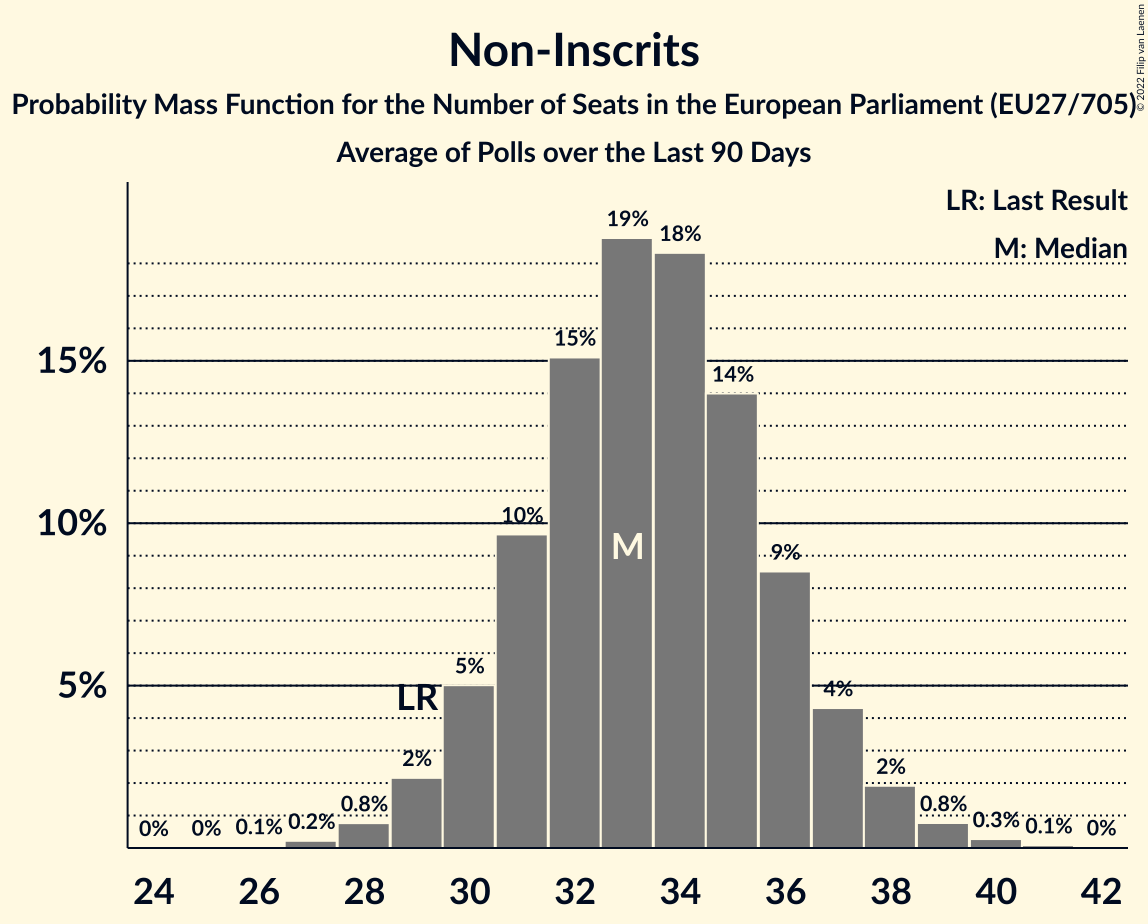 Non-Inscrits
Probability Mass Function for the Number of Seats in the European Parliament (EU27/705)
Average of Polls over the Last 90 Days
© 2022 Filip van Laenen
LR: Last Result
M: Median
15%
10%
5%
0% 0% 0.1% 0.2% 0.8% 2% 5% 10% 15% 19% 18% 14% 9% 4% 2% 0.8% 0.3% 0.1% 0%
LR
M
24 26 28 30 32 34 36 38 40 42